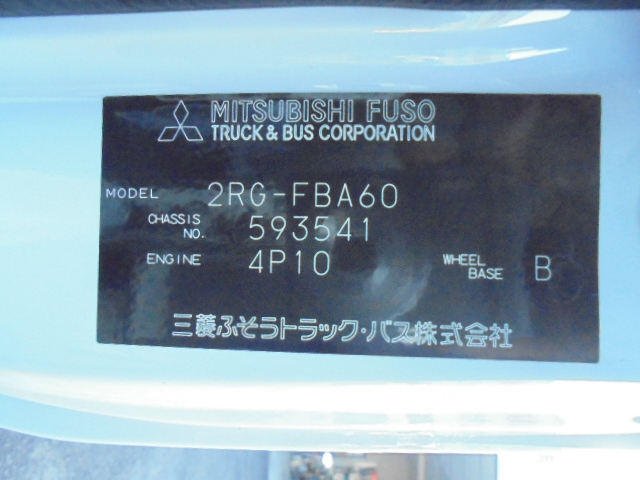 MITSUBISHI FUSO
TRUCK & BUS CORPORATION
MODEL 2RG-FBA60
CHASSIS NO. 593541
ENGINE 4P10 WHEEL BASE B
三菱ふそうトラック・バス株式会社